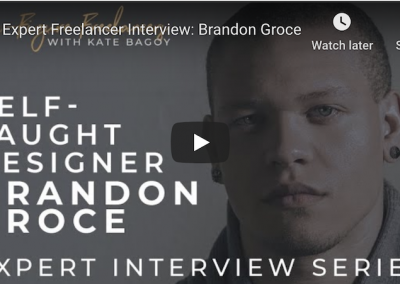 Expert Freelancer Interview: Brandon Groce
WITH KATE BAGOY
Watch later
S
ELF-
AUGHT
ESIGNER
RANDON
ROCE
XPERT INTERVIEW SERIE